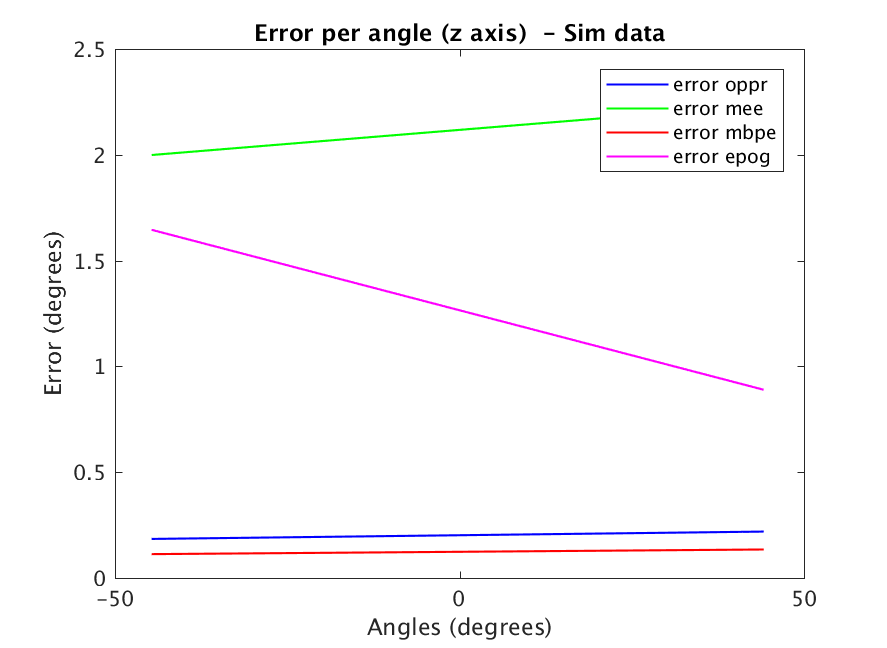 Error per angle (z axis)  - Sim data
error oppr
error mee
error mbpe
error epog
Error (degrees)
2.5
2
1.5
1
0.5
0
-50
0
50
Angles (degrees)